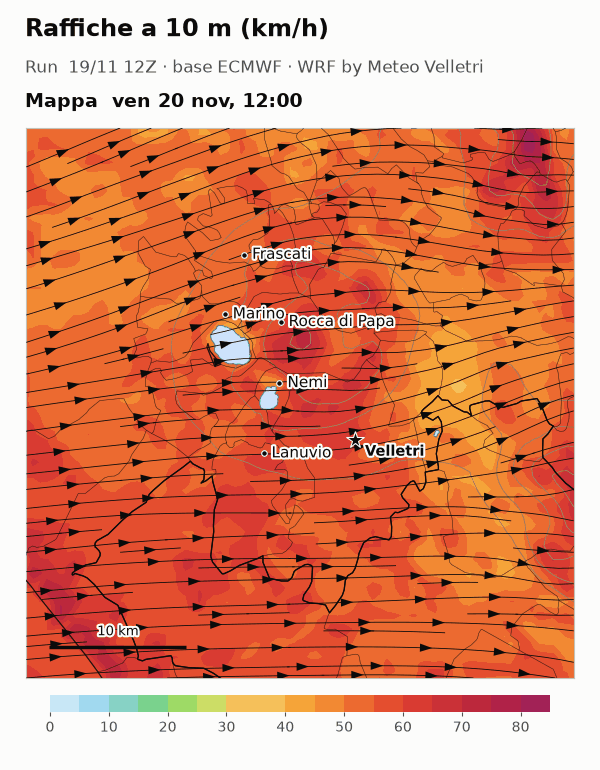 Raffiche a 10 m (km/h)
Run  19/11 12Z · base ECMWF · WRF by Meteo Velletri
Mappa  ven 20 nov, 12:00
Frascati
Marino
Rocca di Papa
Nemi
Velletri
Lanuvio
10 km
0 10 20 30 40 50 60 70 80